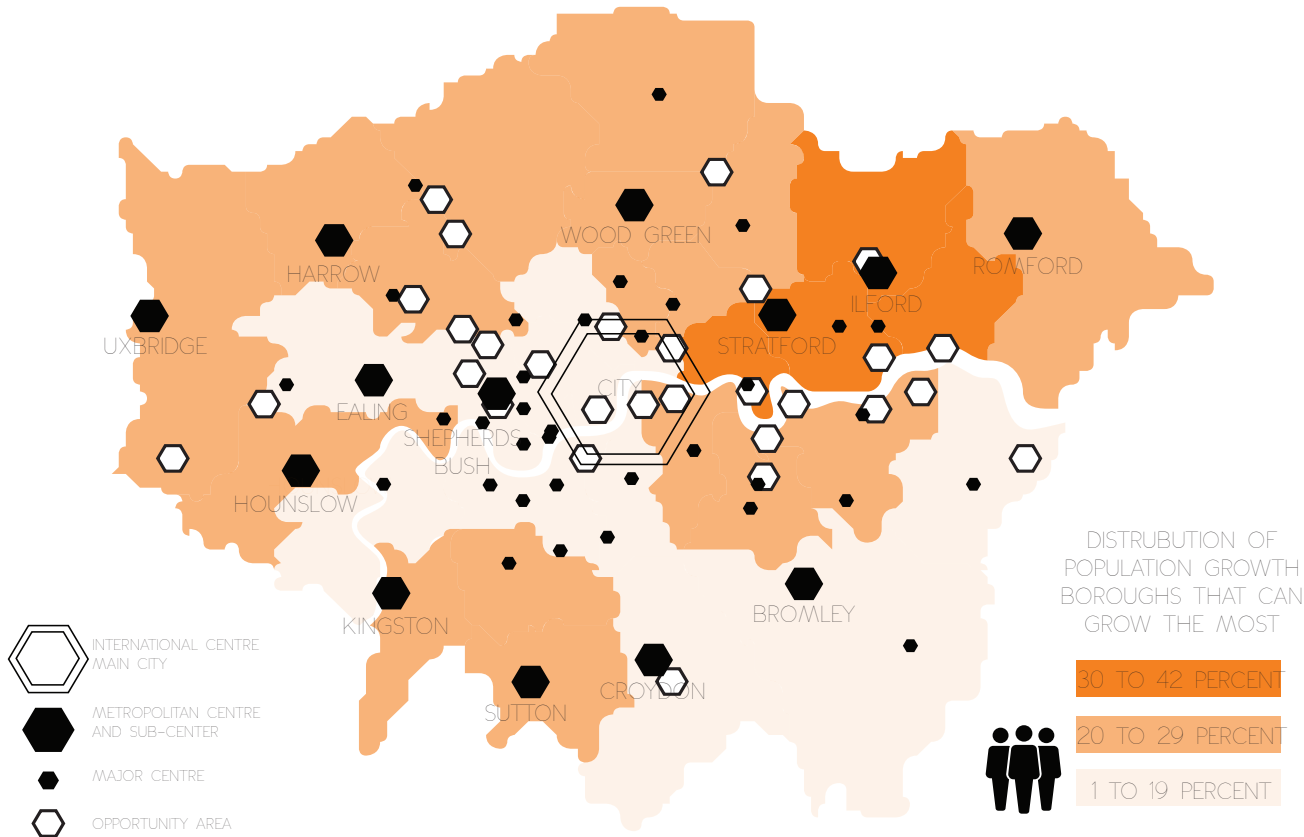 WOOD GREEN
HARROW
ROMFORD
ILFORD
UXBRIDGE
STRATFORD
CITY
EALING
SHEPHERDS
BUSH
HOUNSLOW
KINGSTON
BROMLEY
CROYDON
SUTTON
DISTRUBUTION OF
POPULATION GROWTH
BOROUGHS THAT CAN
GROW THE MOST
30 TO 42 PERCENT
20 TO 29 PERCENT
1 TO 19 PERCENT
INTERNATIONAL CENTRE
MAIN CITY
METROPOLITAN CENTRE
AND SUB-CENTER
MAJOR CENTRE
OPPORTUNITY AREA